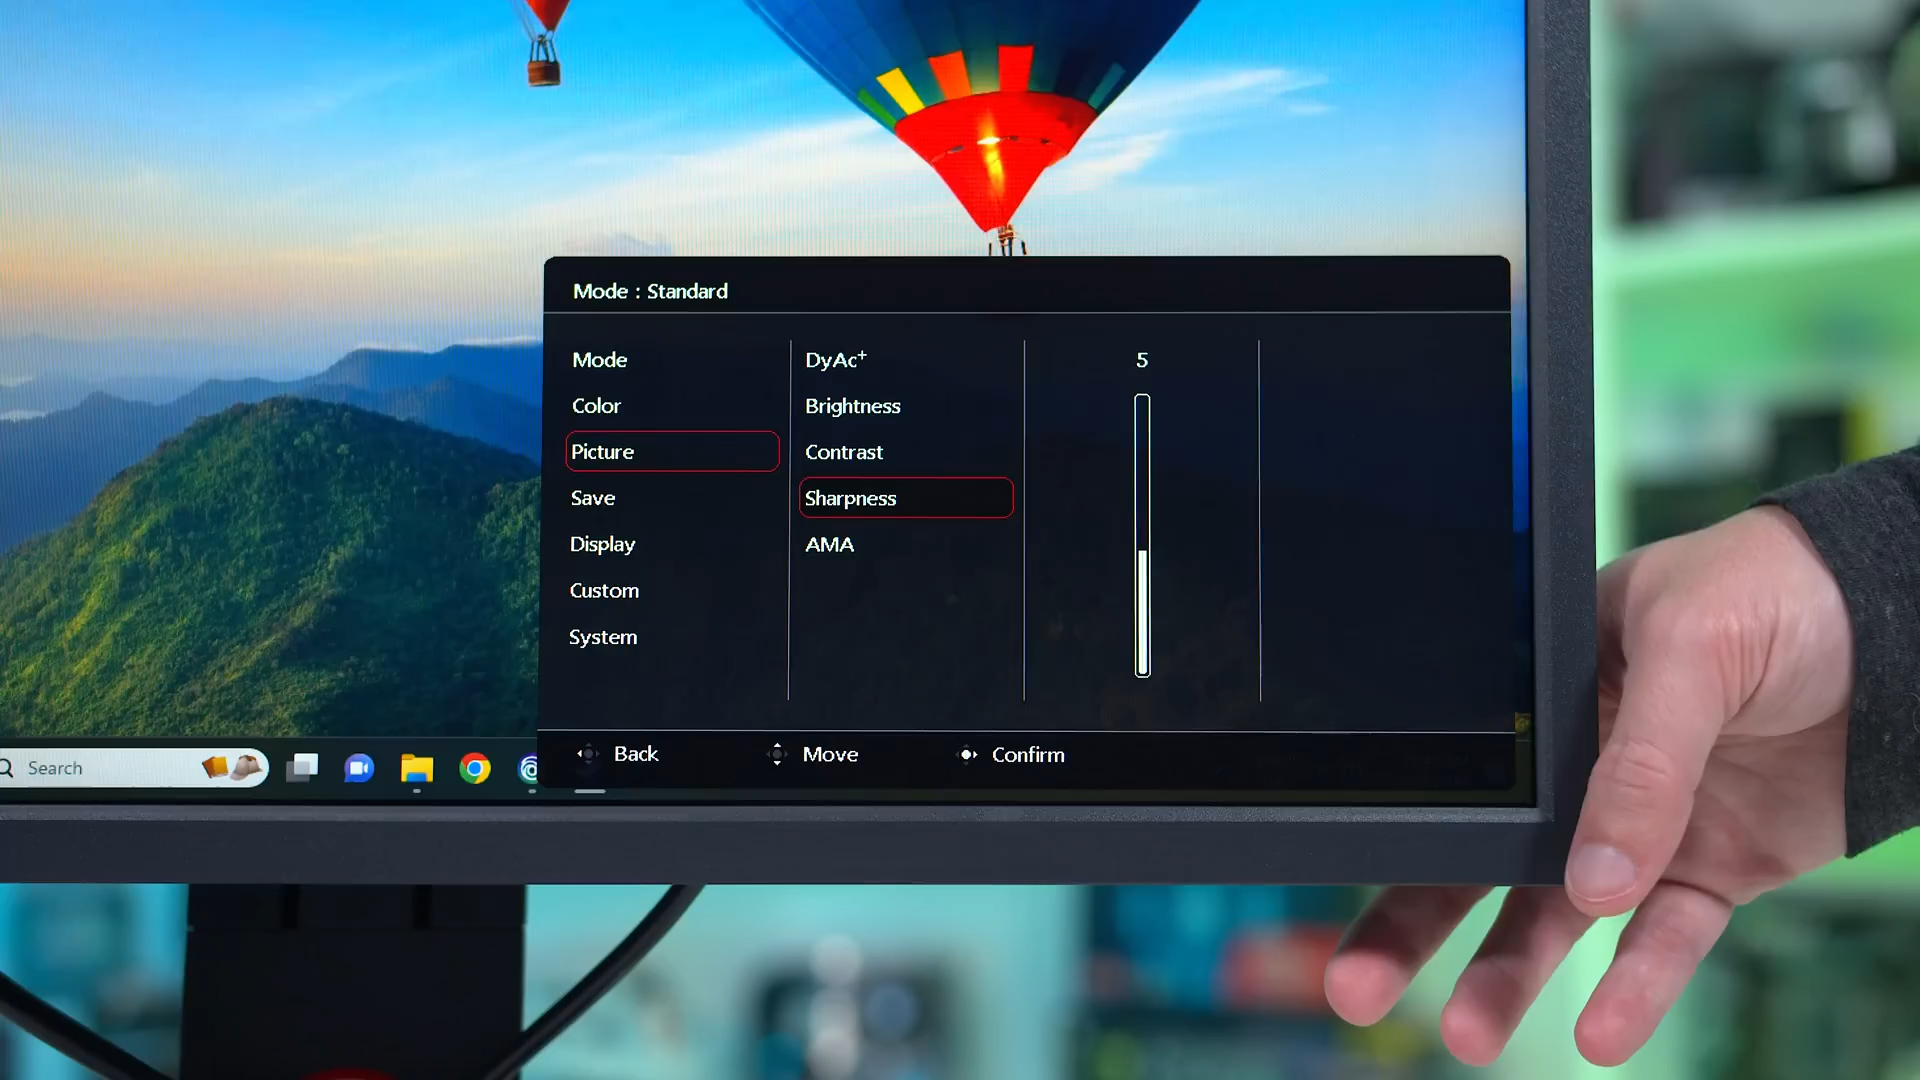 Mode : Standard
Mode
Color
Picture
Save
Display
Custom
System
DyAc⁺
Brightness
Contrast
Sharpness
AMA
5
Back
Move
Confirm
Search